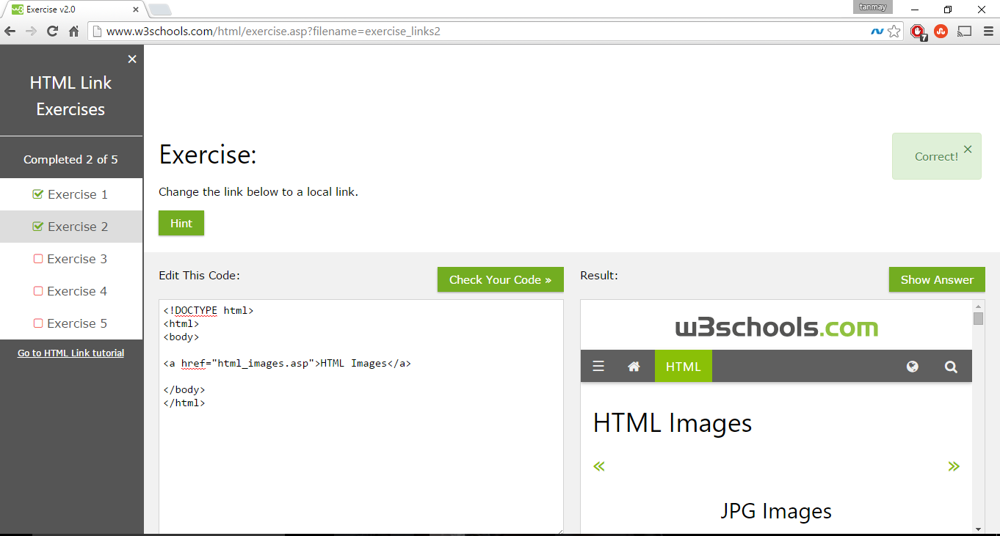 Exercise v2.0
tanmay
www.w3schools.com/html/exercise.asp?filename=exercise_links2
7
HTML Link
Exercises
Completed 2 of 5
Exercise 1
Exercise 2
Exercise 3
Exercise 4
Exercise 5
Go to HTML Link tutorial
Exercise:
Correct!
Change the link below to a local link.
Hint
Edit This Code:
Check Your Code »
<!DOCTYPE html>
<html>
<body>
<a href="html_images.asp">HTML Images</a>
</body>
</html>
Result:
Show Answer
w3schools.com
HTML
HTML Images
«
»
JPG Images